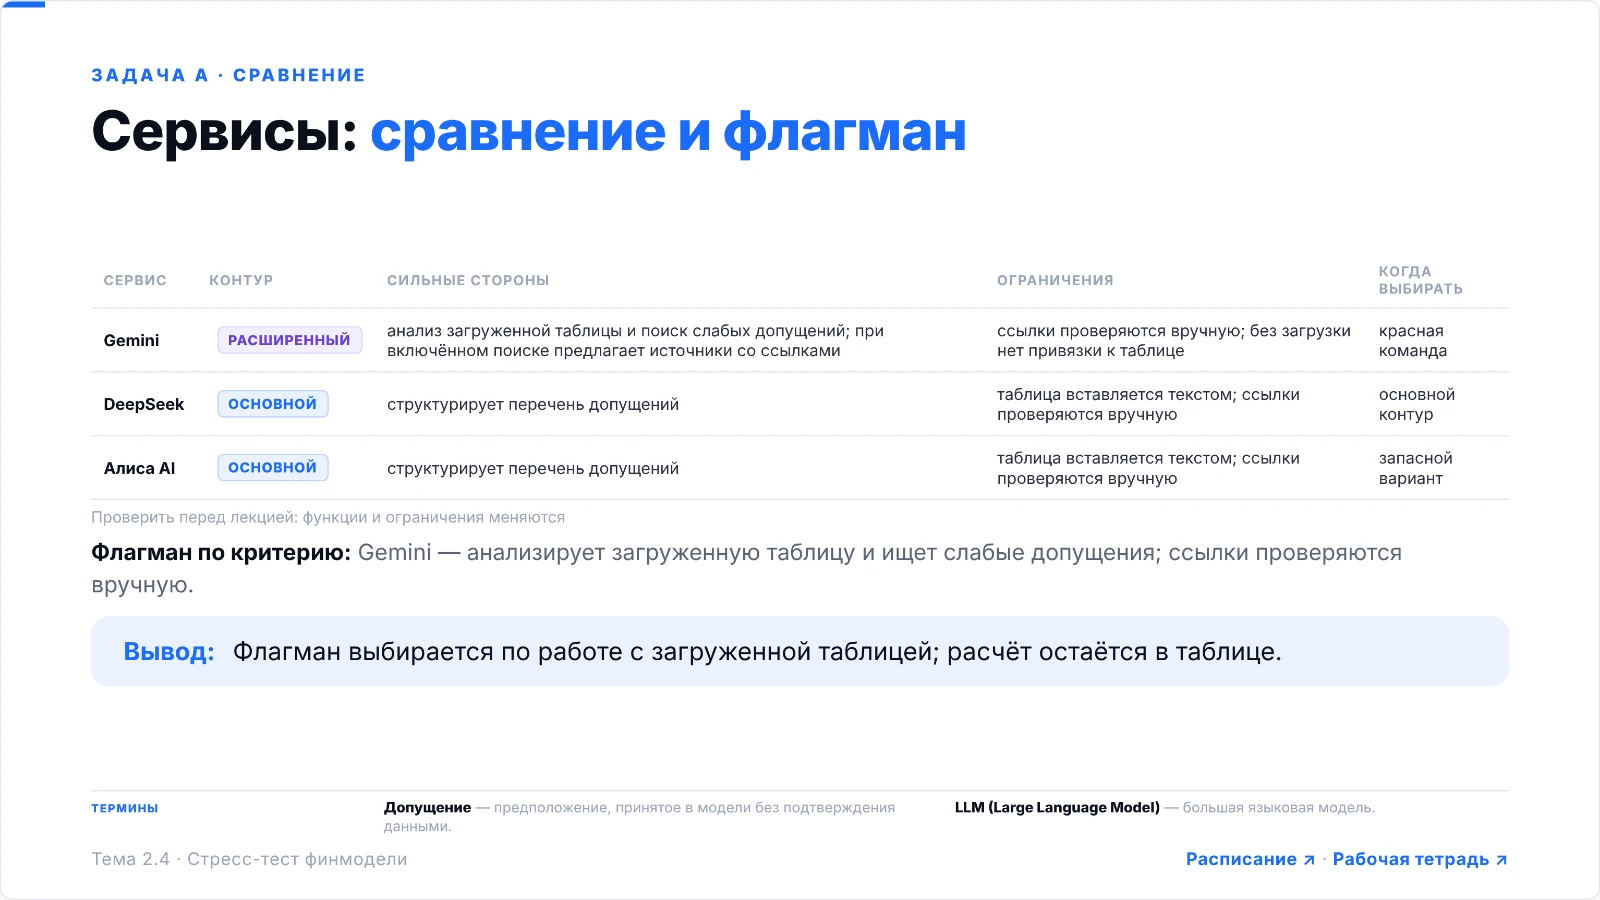 ЗАДАЧА А · СРАВНЕНИЕ
Сервисы: сравнение и флагман
СЕРВИС
КОНТУР
СИЛЬНЫЕ СТОРОНЫ
ОГРАНИЧЕНИЯ
КОГДА
ВЫБИРАТЬ
Gemini
РАСШИРЕННЫЙ
анализ загруженной таблицы и поиск слабых допущений; при
включённом поиске предлагает источники со ссылками
ссылки проверяются вручную; без загрузки
нет привязки к таблице
красная
команда
DeepSeek
ОСНОВНОЙ
структурирует перечень допущений
таблица вставляется текстом; ссылки
проверяются вручную
основной
контур
Алиса AI
ОСНОВНОЙ
структурирует перечень допущений
таблица вставляется текстом; ссылки
проверяются вручную
запасной
вариант
Проверить перед лекцией: функции и ограничения меняются
Флагман по критерию: Gemini — анализирует загруженную таблицу и ищет слабые допущения; ссылки проверяются
вручную.
Вывод: Флагман выбирается по работе с загруженной таблицей; расчёт остаётся в таблице.
ТЕРМИНЫ
Допущение — предположение, принятое в модели без подтверждения
данными.
LLM (Large Language Model) — большая языковая модель.
Тема 2.4 · Стресс-тест финмодели
Расписание ↗ · Рабочая тетрадь ↗